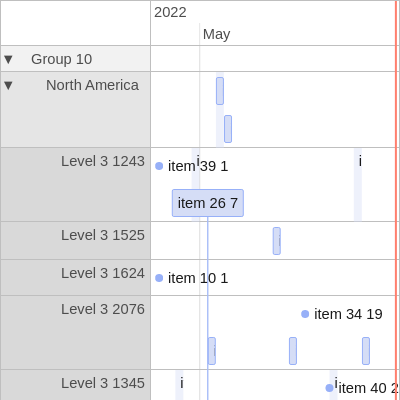 2022
May
▼ Group 10
▼ North America
Level 3 1243
item 39 1
i
i
item 26 7
Level 3 1525
i
Level 3 1624
item 10 1
Level 3 2076
item 34 19
i
Level 3 1345
i
i
item 40 2